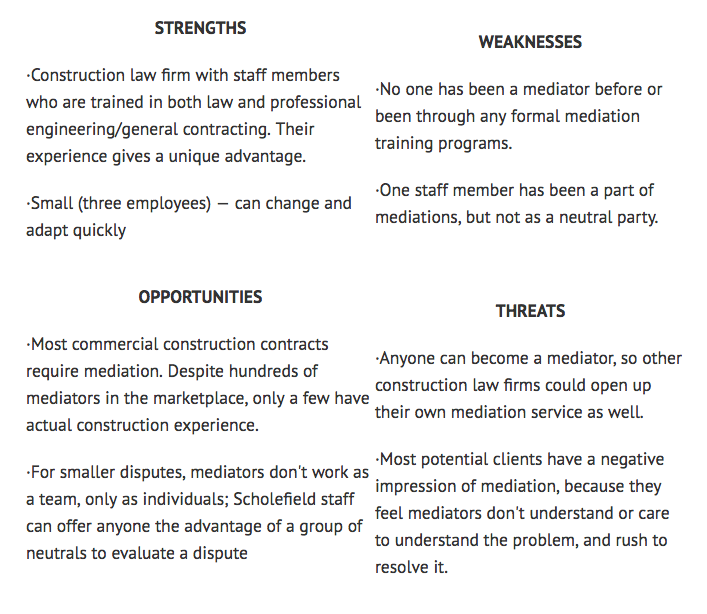 STRENGTHS
·Construction law firm with staff members
who are trained in both law and professional
engineering/general contracting. Their
experience gives a unique advantage.
·Small (three employees) — can change and
adapt quickly
WEAKNESSES
·No one has been a mediator before or
been through any formal mediation
training programs.
·One staff member has been a part of
mediations, but not as a neutral party.
OPPORTUNITIES
·Most commercial construction contracts
require mediation. Despite hundreds of
mediators in the marketplace, only a few have
actual construction experience.
·For smaller disputes, mediators don't work as
a team, only as individuals; Scholefield staff
can offer anyone the advantage of a group of
neutrals to evaluate a dispute
THREATS
·Anyone can become a mediator, so other
construction law firms could open up
their own mediation service as well.
·Most potential clients have a negative
impression of mediation, because they
feel mediators don't understand or care
to understand the problem, and rush to
resolve it.